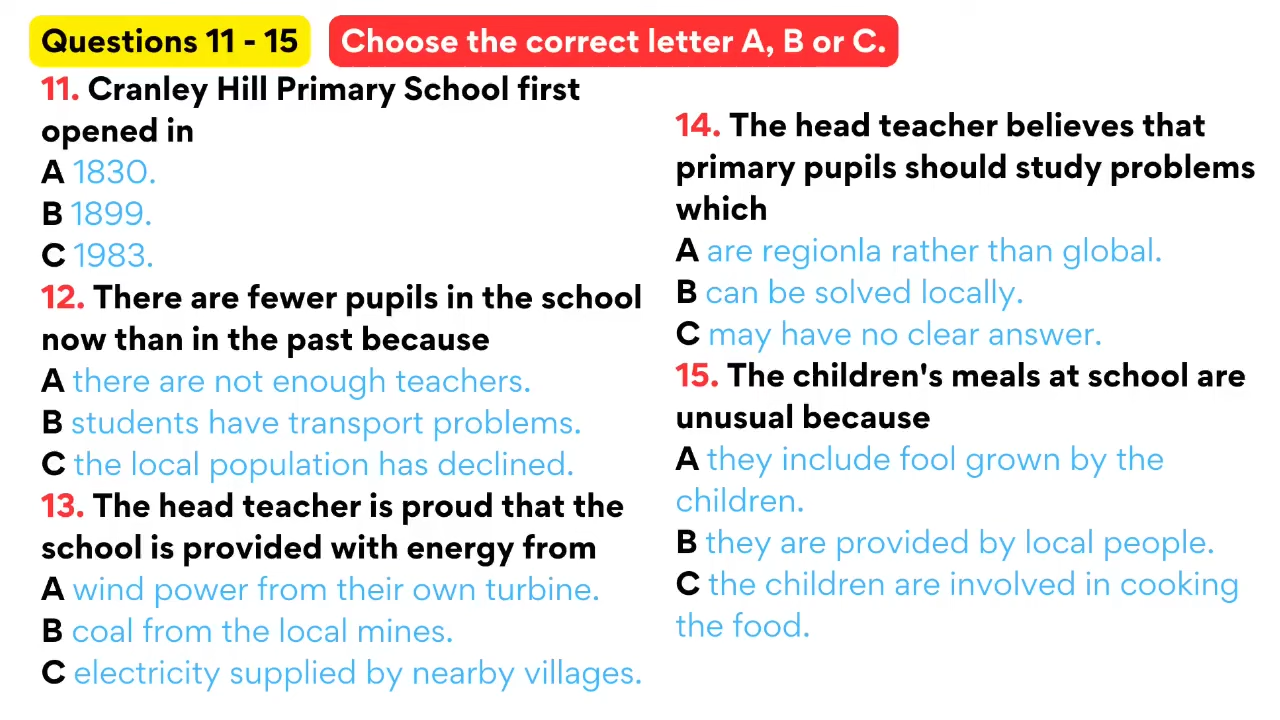 Questions 11 - 15
Choose the correct letter A, B or C.
11. Cranley Hill Primary School first
opened in
A 1830.
B 1899.
C 1983.
12. There are fewer pupils in the school
now than in the past because
A there are not enough teachers.
B students have transport problems.
C the local population has declined.
13. The head teacher is proud that the
school is provided with energy from
A wind power from their own turbine.
B coal from the local mines.
C electricity supplied by nearby villages.
14. The head teacher believes that
primary pupils should study problems
which
A are regionla rather than global.
B can be solved locally.
C may have no clear answer.
15. The children's meals at school are
unusual because
A they include fool grown by the
children.
B they are provided by local people.
C the children are involved in cooking
the food.